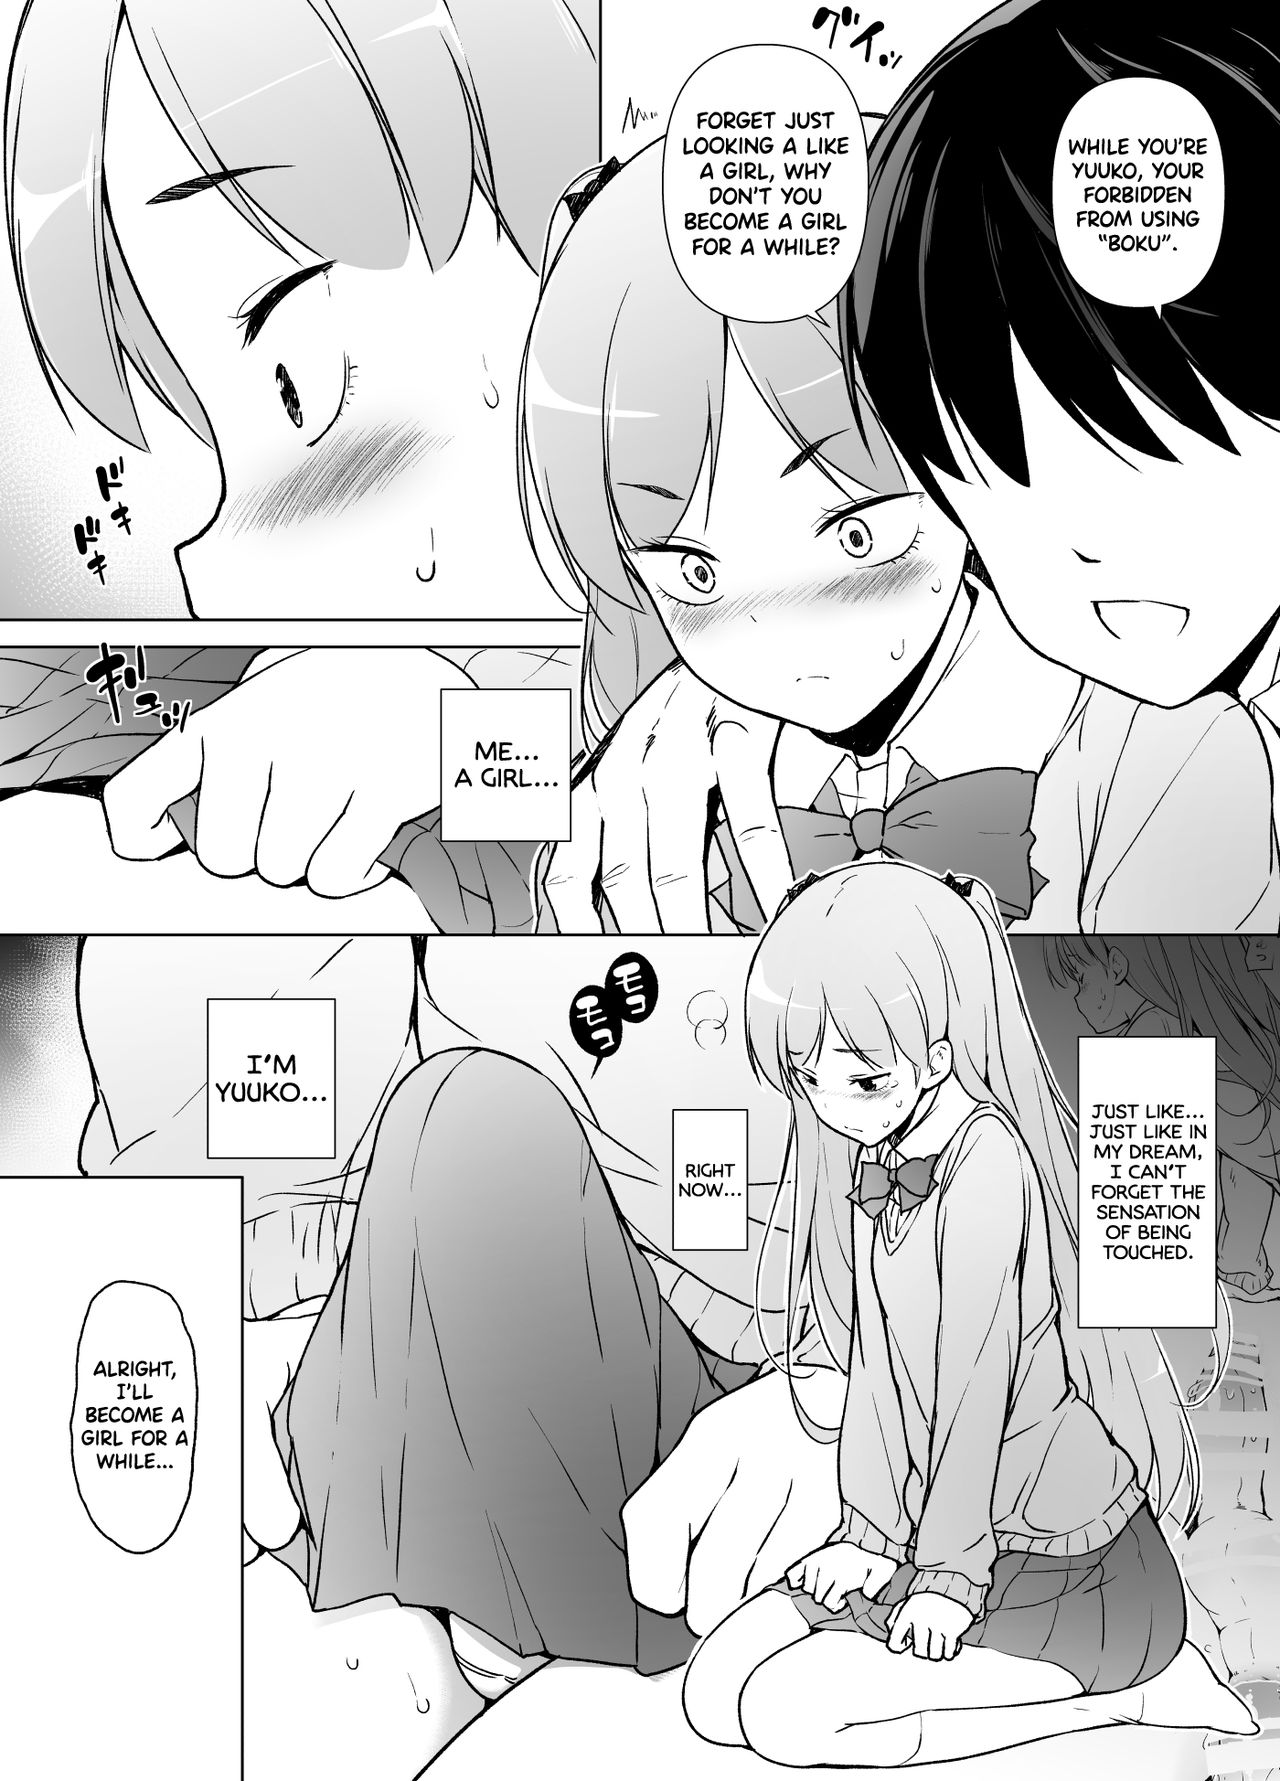 グイッ
WHILE YOU'RE
YUUKO, YOUR
FORBIDDEN
FROM USING
"BOKU".
FORGET JUST
LOOKING A LIKE
A GIRL, WHY
DON'T YOU
BECOME A GIRL
FOR A WHILE?
ドキ
ドキ
ギュッ
ME...
A GIRL...
JUST LIKE...
JUST LIKE IN
MY DREAM,
I CAN'T
FORGET THE
SENSATION
OF BEING
TOUCHED.
モコ
モコ
RIGHT
NOW...
I'M
YUUKO...
ALRIGHT,
I'LL
BECOME A
GIRL FOR A
WHILE...